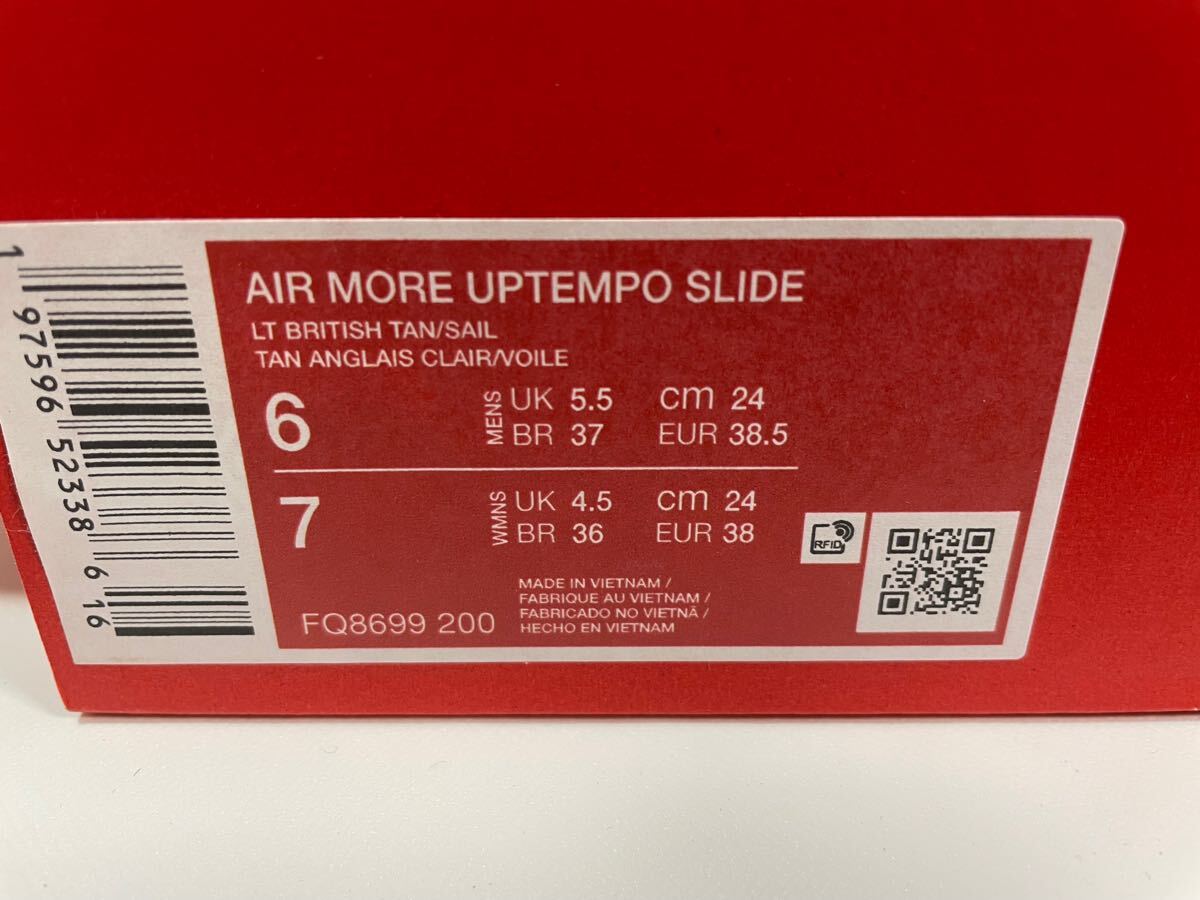 AIR MORE UPTEMPO SLIDE
LT BRITISH TAN/SAIL
TAN ANGLAIS CLAIR/VOILE
6 MENS UK 5.5 cm 24
BR 37 EUR 38.5
7 WMNS UK 4.5 cm 24
BR 36 EUR 38
RFID
FQ8699 200
MADE IN VIETNAM /
FABRIQUE AU VIETNAM /
FABRICADO NO VIETNÃ /
HECHO EN VIETNAM
1 97596 52338 6 16